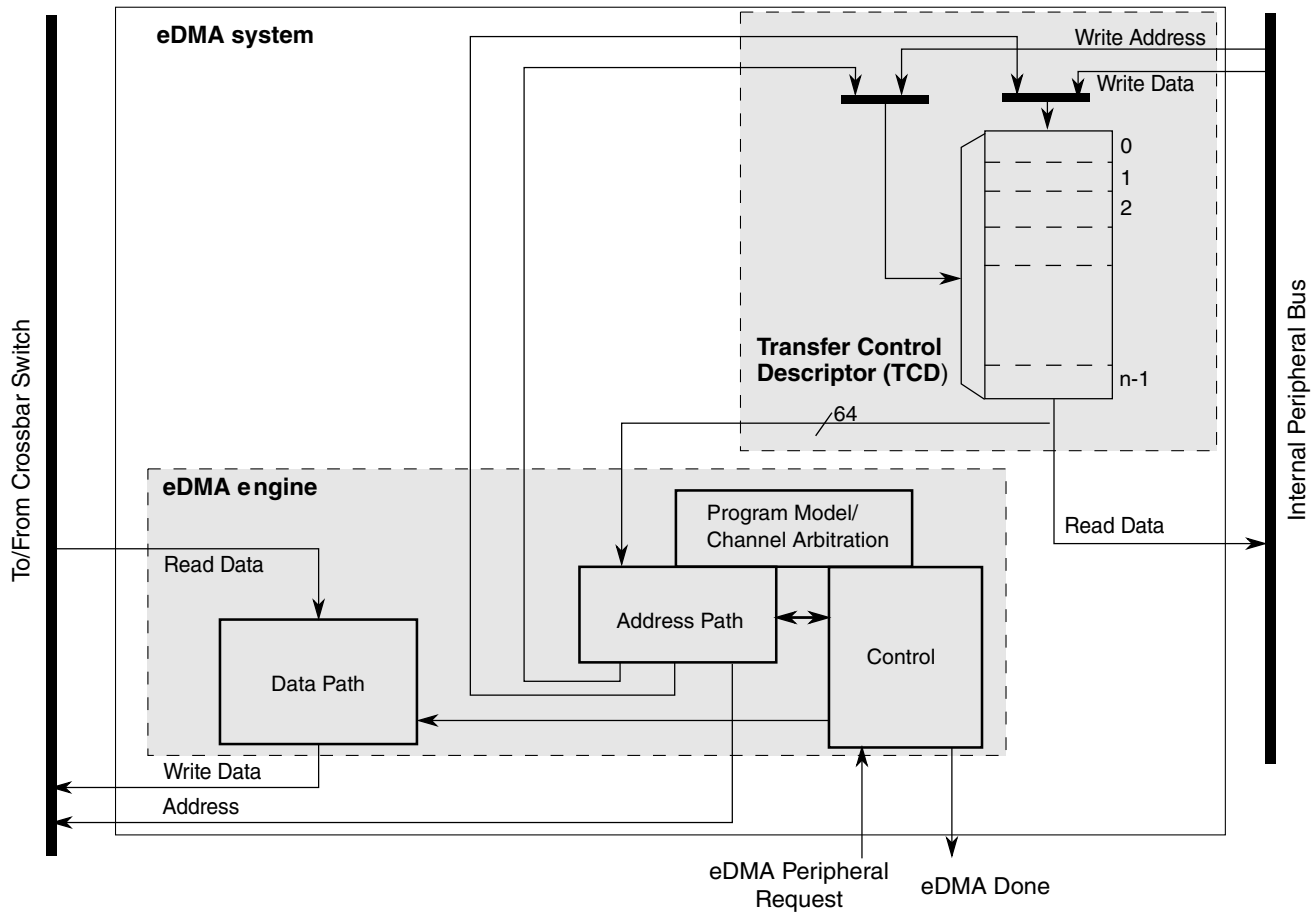 eDMA system
Write Address
Write Data
0
1
2
n-1
Transfer Control
Descriptor (TCD)
64
To/From Crossbar Switch
Internal Peripheral Bus
eDMA engine
Program Model/
Channel Arbitration
Read Data
Read Data
Address Path
Control
Data Path
Write Data
Address
eDMA Peripheral
Request
eDMA Done